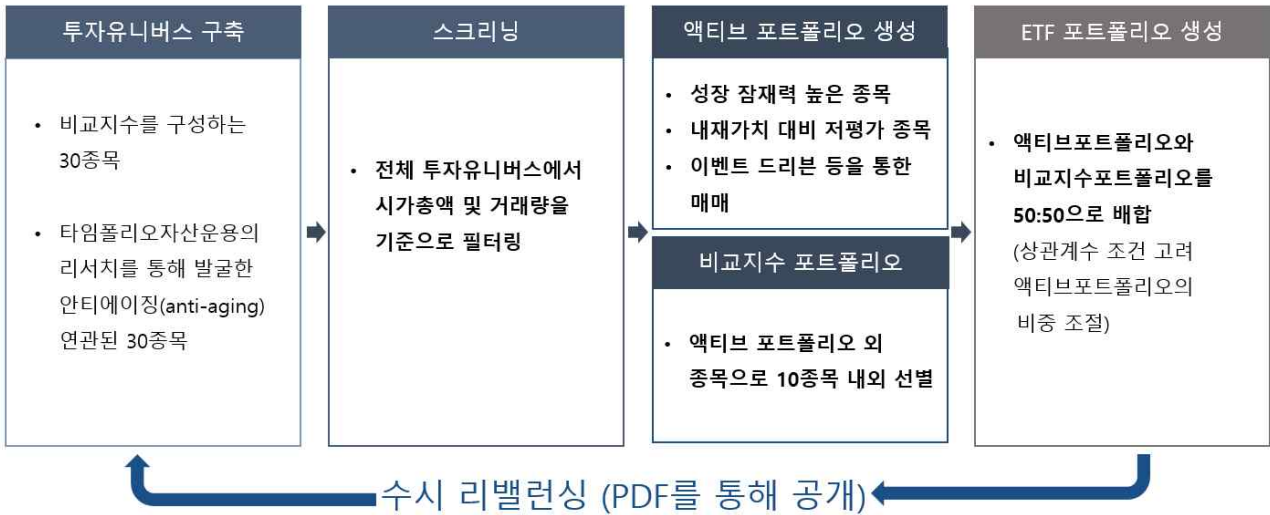 투자유니버스 구축
• 비교지수를 구성하는
30종목
• 타임폴리오자산운용의
리서치를 통해 발굴한
안티에이징(anti-aging)
연관된 30종목
스크리닝
• 전체 투자유니버스에서
시가총액 및 거래량을
기준으로 필터링
액티브 포트폴리오 생성
• 성장 잠재력 높은 종목
• 내재가치 대비 저평가 종목
• 이벤트 드리븐 등을 통한
매매
비교지수 포트폴리오
• 액티브 포트폴리오 외
종목으로 10종목 내외 선별
ETF 포트폴리오 생성
• 액티브포트폴리오와
비교지수포트폴리오를
50:50으로 배합
(상관계수 조건 고려
액티브포트폴리오의
비중 조절)
수시 리밸런싱 (PDF를 통해 공개)